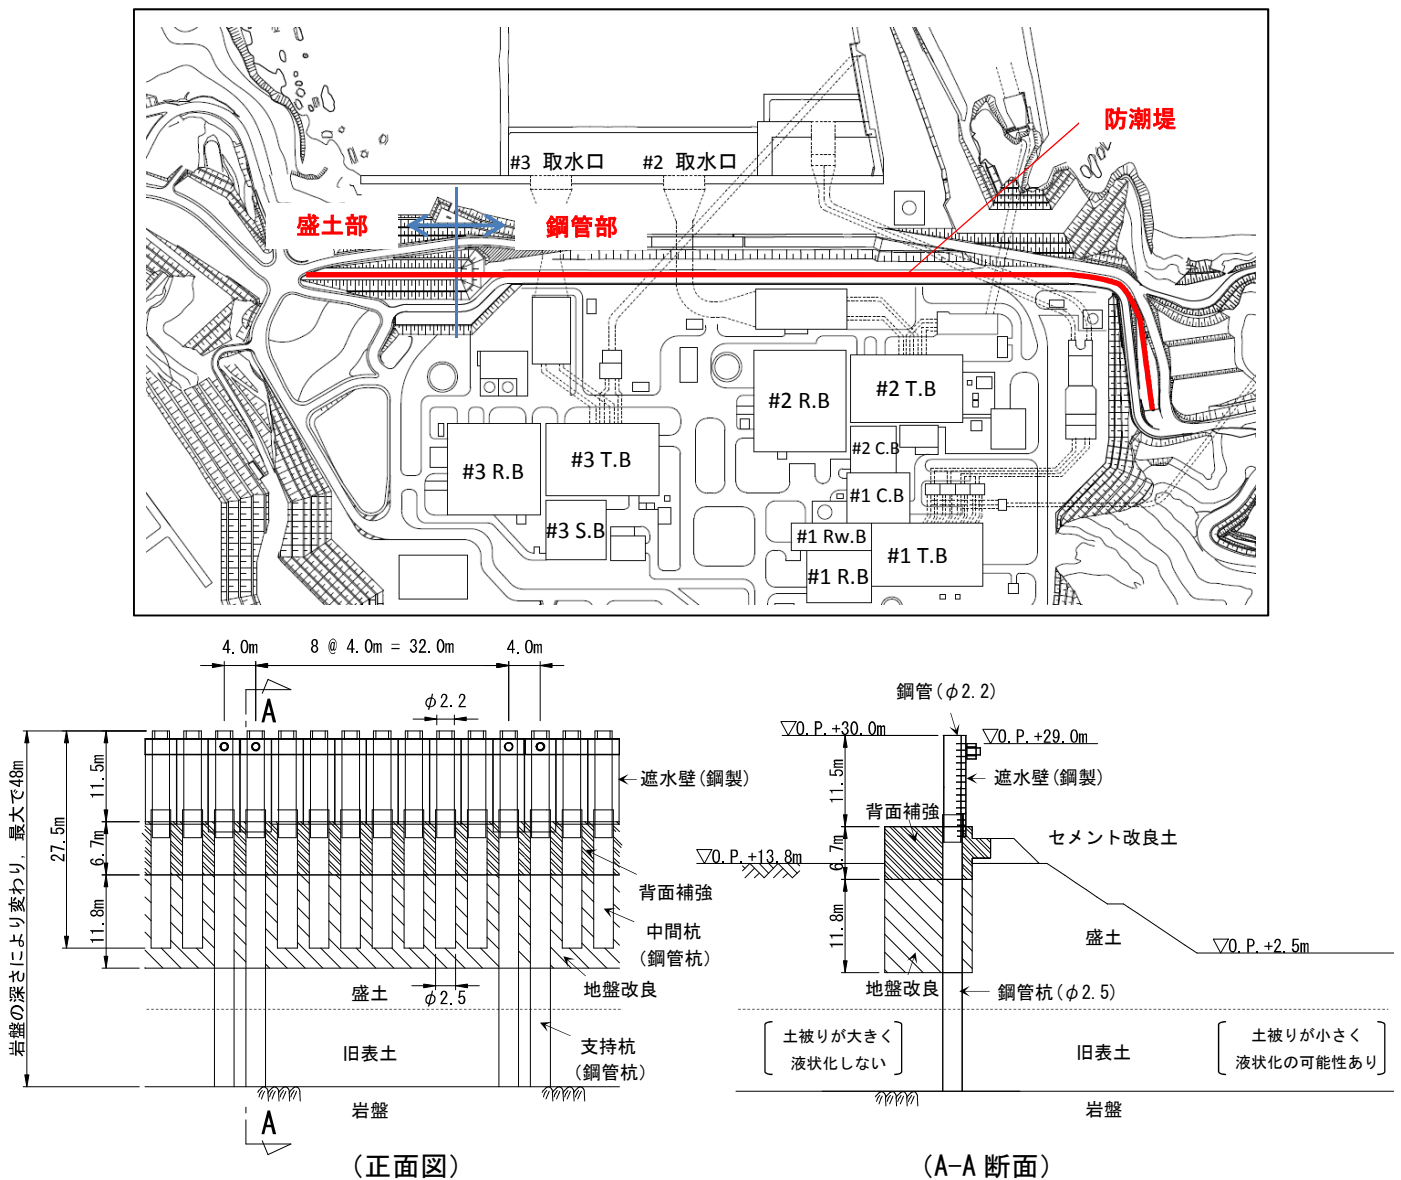 防潮堤
#3 取水口
#2 取水口
盛土部
鋼管部
#2 R.B
#2 T.B
#3 R.B
#3 T.B
#2 C.B
#1 C.B
#3 S.B
#1 Rw.B
#1 T.B
#1 R.B
4.0m
8 @ 4.0m = 32.0m
4.0m
A
φ2.2
岩盤の深さにより変わり，最大で48m
27.5m
11.5m
6.7m
11.8m
遮水壁(鋼製)
背面補強
中間杭
(鋼管杭)
地盤改良
盛土
φ2.5
旧表土
支持杭
(鋼管杭)
岩盤
A
(正面図)
鋼管(φ2.2)
▽O.P.+30.0m
▽O.P.+29.0m
11.5m
遮水壁(鋼製)
背面補強
セメント改良土
▽O.P.+13.8m
6.7m
11.8m
盛土
▽O.P.+2.5m
地盤改良
鋼管杭(φ2.5)
土被りが大きく
液状化しない
旧表土
土被りが小さく
液状化の可能性あり
岩盤
(A-A 断面)